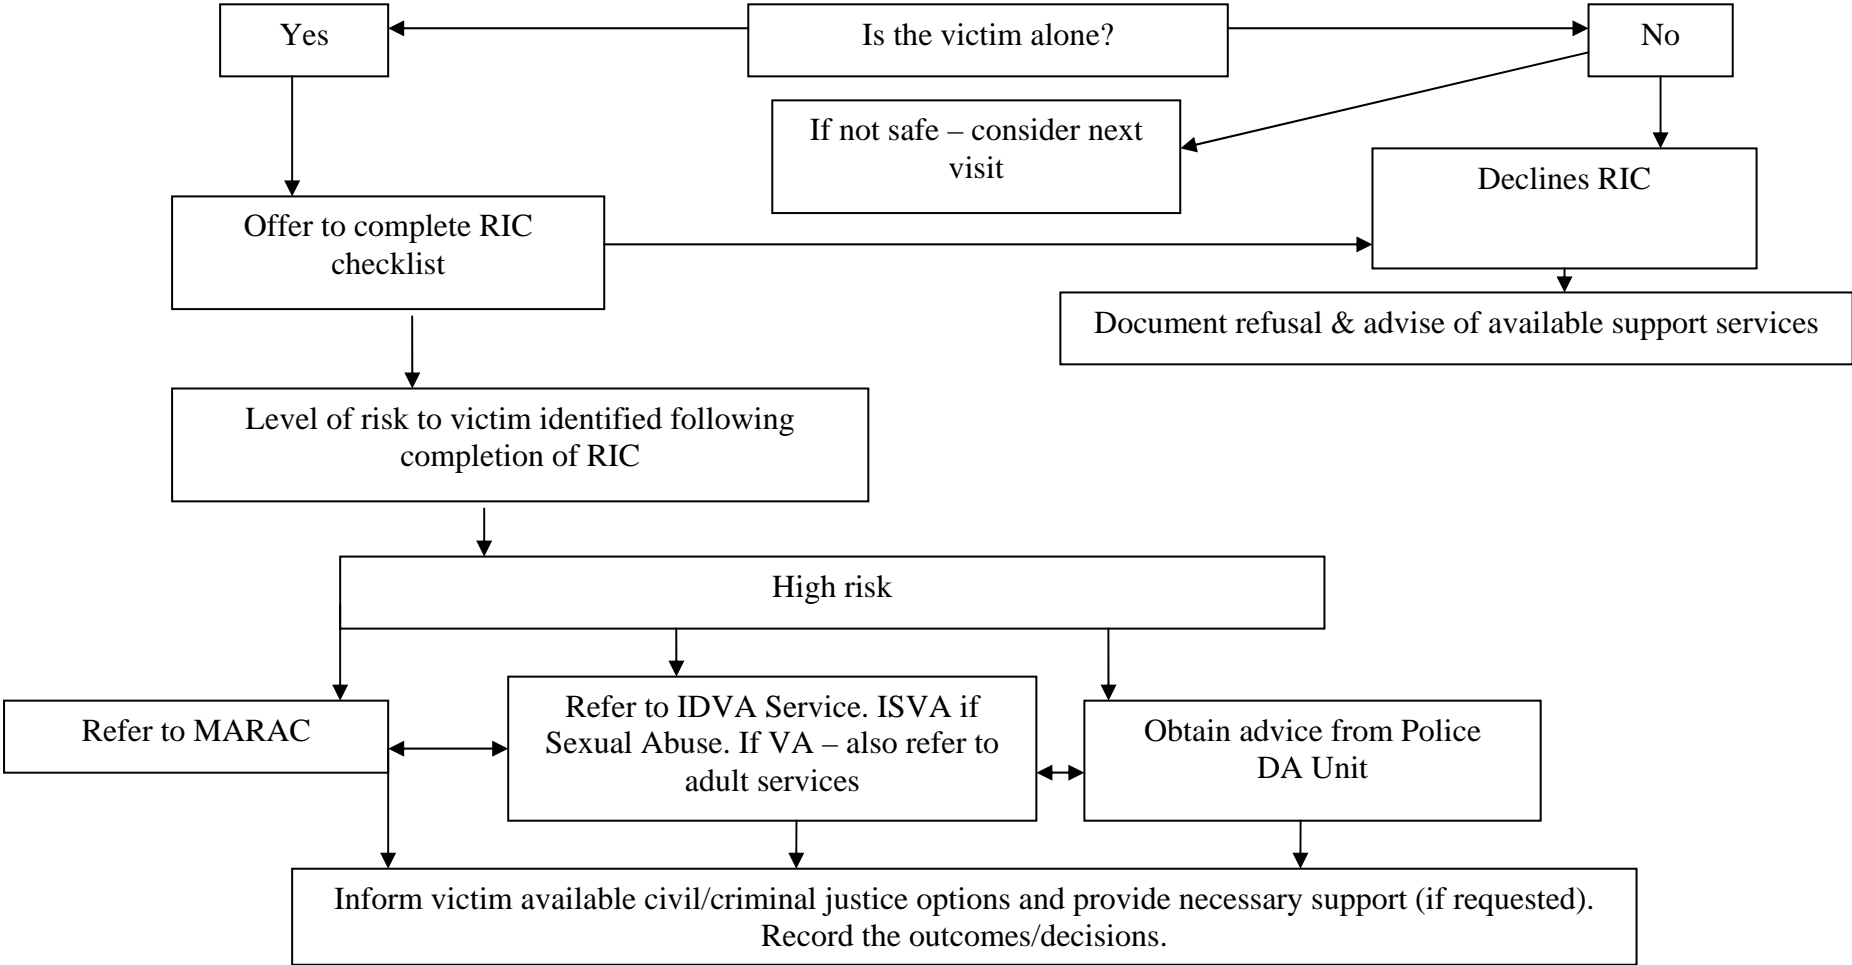 Yes
Is the victim alone?
No
If not safe – consider next
visit
Declines RIC
Offer to complete RIC
checklist
Document refusal & advise of available support services
Level of risk to victim identified following
completion of RIC
High risk
Refer to MARAC
Refer to IDVA Service. ISVA if
Sexual Abuse. If VA – also refer to
adult services
Obtain advice from Police
DA Unit
Inform victim available civil/criminal justice options and provide necessary support (if requested).
Record the outcomes/decisions.